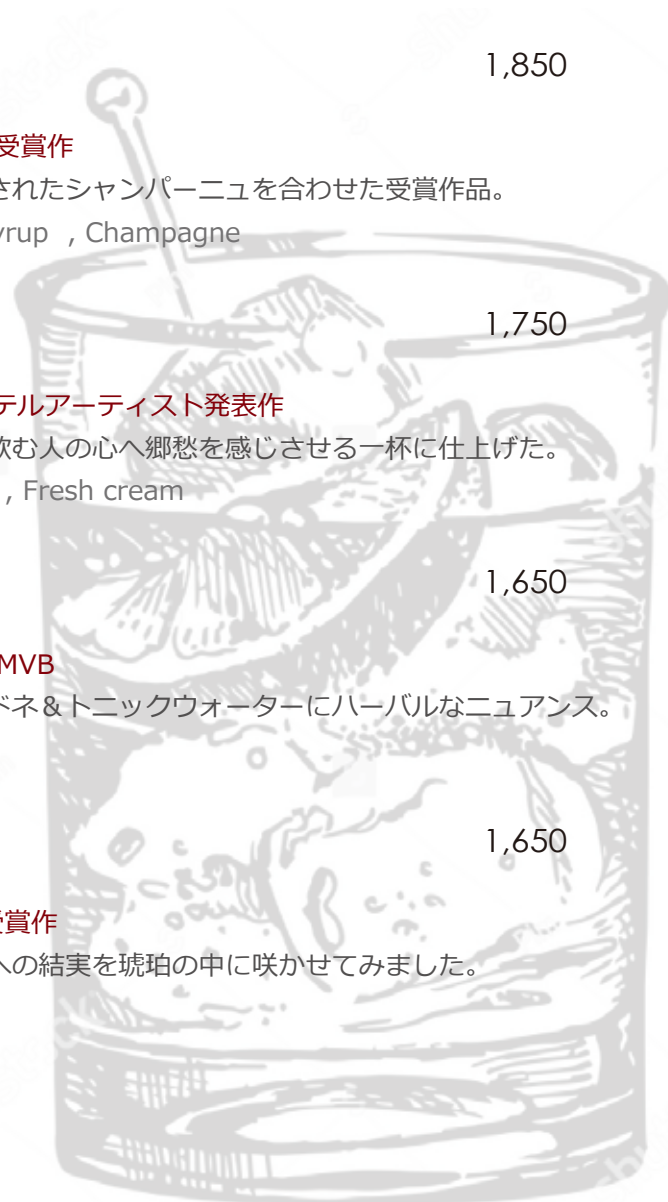 1,850
受賞作
されたシャンパーニュを合わせた受賞作品。
yrup , Champagne
1,750
テルアーティスト発表作
飲む人の心へ郷愁を感じさせる一杯に仕上げた。
, Fresh cream
1,650
MVB
ドネ＆トニックウォーターにハーバルなニュアンス。
1,650
受賞作
への結実を琥珀の中に咲かせてみました。